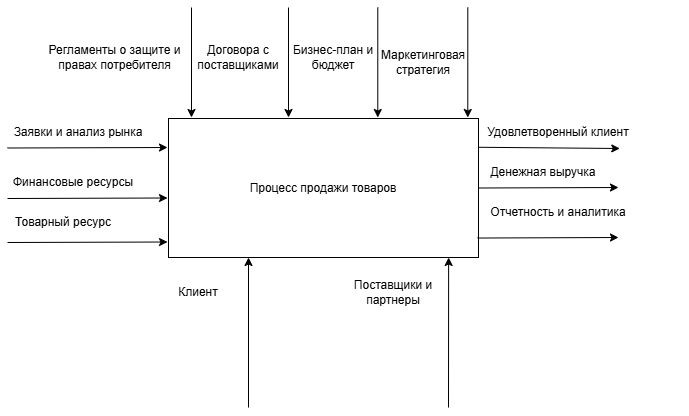 Регламенты о защите и
правах потребителя
Договора с
поставщиками
Бизнес-план и
бюджет
Маркетинговая
стратегия
Заявки и анализ рынка
Финансовые ресурсы
Товарный ресурс
Процесс продажи товаров
Удовлетворенный клиент
Денежная выручка
Отчетность и аналитика
Клиент
Поставщики и
партнеры